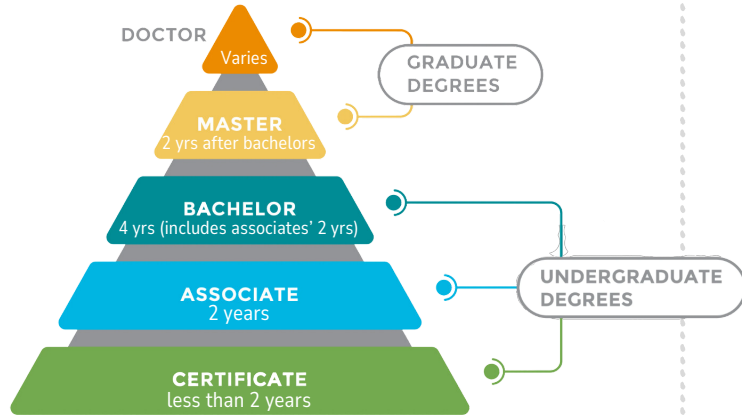 DOCTOR
Varies
GRADUATE
DEGREES
MASTER
2 yrs after bachelors
BACHELOR
4 yrs (includes associates' 2 yrs)
UNDERGRADUATE
DEGREES
ASSOCIATE
2 years
CERTIFICATE
less than 2 years